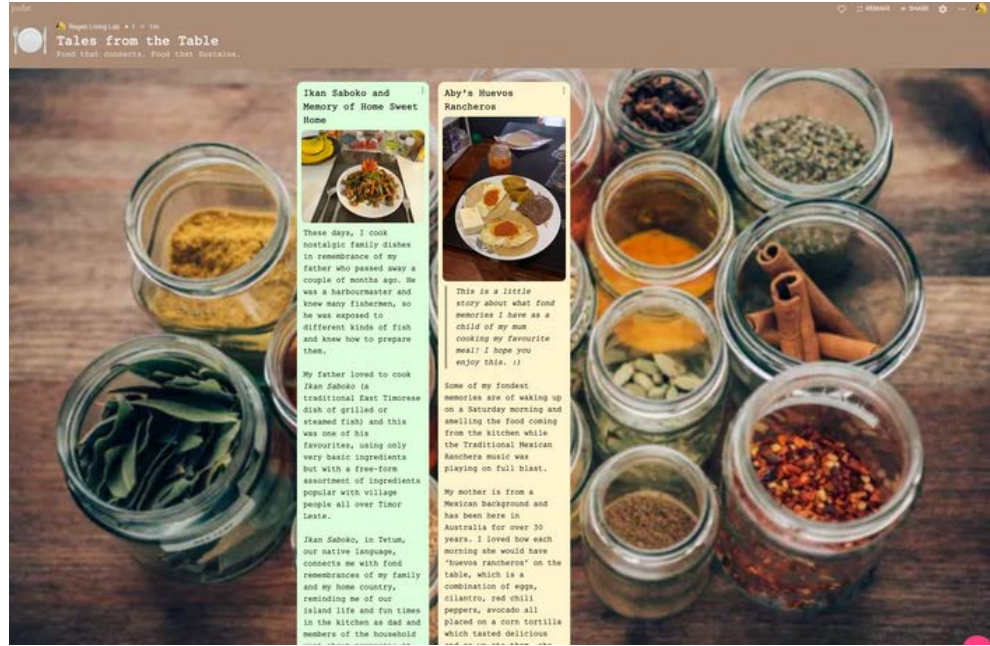 padlet
REMAKE
SHARE
Regen Living Lab
Tales from the Table
Food that connects. Food that Sustains.
Ikan Saboko and
Memory of Home Sweet
Home
These days, I cook
nostalgic family dishes
in remembrance of my
father who passed away a
couple of months ago. He
was a harbourmaster and
knew many fishermen, so
he was exposed to
different kinds of fish
and knew how to prepare
them.
My father loved to cook
Ikan Saboko (a
traditional East Timorese
dish of grilled or
steamed fish) and this
was one of his
favourites, using only
very basic ingredients
but with a free-form
assortment of ingredients
popular with village
people all over Timor
Leste.
Ikan Saboko, in Tetum,
our native language,
connects me with fond
remembrances of my family
and my home country,
reminding me of our
island life and fun times
in the kitchen as dad and
members of the household
Aby's Huevos
Rancheros
This is a little
story about what fond
memories I have as a
child of my mum
cooking my favourite
meal! I hope you
enjoy this. :)
Some of my fondest
memories are of waking up
on a Saturday morning and
smelling the food coming
from the kitchen while
the Traditional Mexican
Ranchera music was
playing on full blast.
My mother is from a
Mexican background and
has been here in
Australia for over 30
years. I loved how each
morning she would have
"huevos rancheros" on the
table, which is a
combination of eggs,
cilantro, red chili
peppers, avocado all
placed on a corn tortilla
which tasted delicious